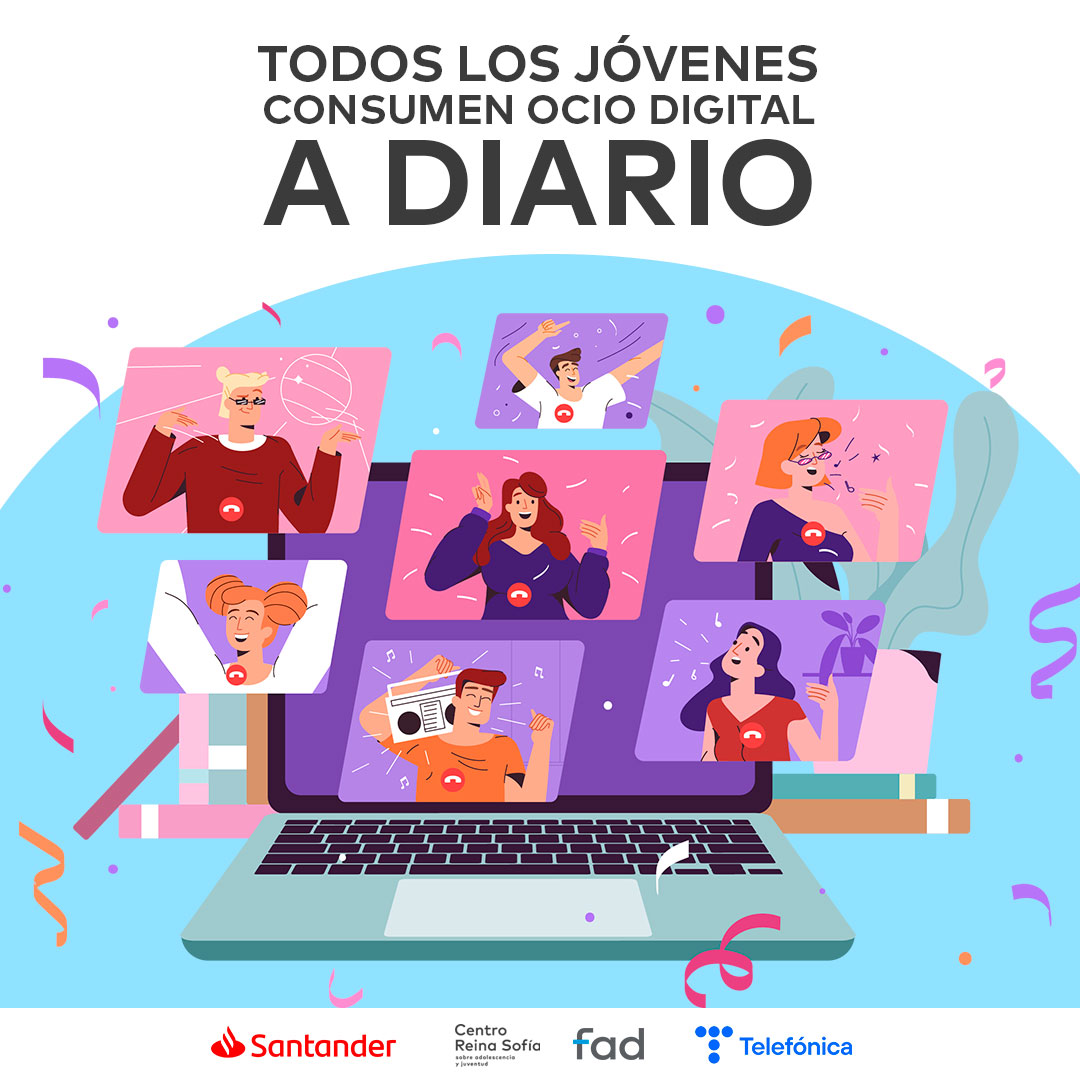 TODOS LOS JÓVENES
CONSUMEN OCIO DIGITAL
A DIARIO
Santander
Centro
Reina Sofía
sobre adolescencia
y juventud
fad
Telefónica